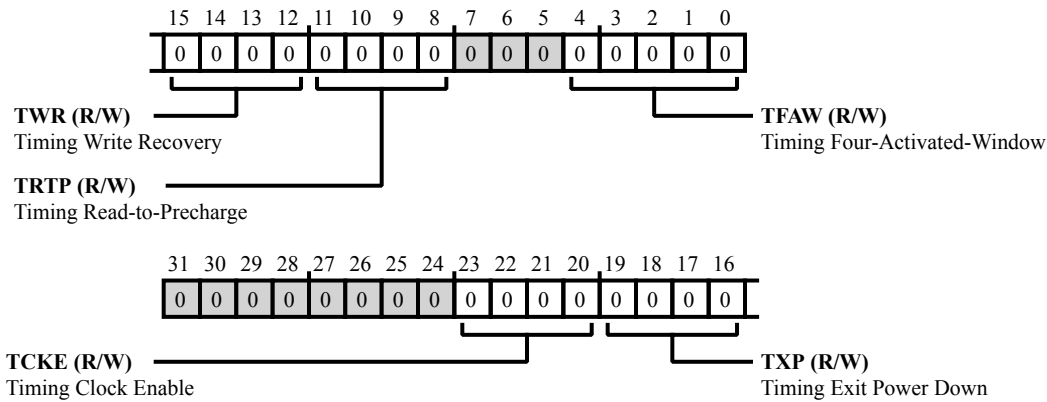 15 14 13 12 11 10 9 8 7 6 5 4 3 2 1 0
0 0 0 0 0 0 0 0 0 0 0 0 0 0 0 0
TWR (R/W)
Timing Write Recovery
TFAW (R/W)
Timing Four-Activated-Window
TRTP (R/W)
Timing Read-to-Precharge
31 30 29 28 27 26 25 24 23 22 21 20 19 18 17 16
0 0 0 0 0 0 0 0 0 0 0 0 0 0 0 0
TCKE (R/W)
Timing Clock Enable
TXP (R/W)
Timing Exit Power Down